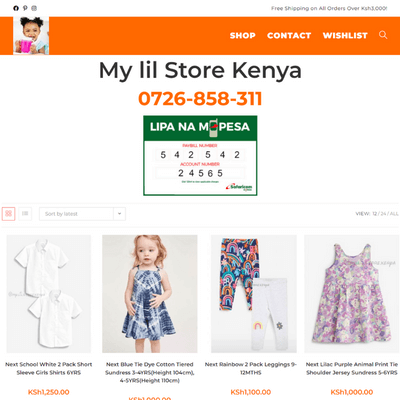 Free Shipping on All Orders Over Ksh3,000!
SHOP
CONTACT
WISHLIST
My lil Store Kenya
0726-858-311
LIPA NA M PESA
PAYBILL NUMBER
5 4 2 5 4 2
ACCOUNT NUMBER
2 4 5 6 5
Safaricom
Sort by latest
VIEW: 12 / 24 / ALL
Next School White 2 Pack Short
Sleeve Girls Shirts 6YRS
KSh1,250.00
Next Blue Tie Dye Cotton Tiered
Sundress 3-4YRS(Height 104cm),
4-5YRS(Height 110cm)
KSh1,000.00
Next Rainbow 2 Pack Leggings 9-
12MTHS
KSh1,100.00
Next Lilac Purple Animal Print Tie
Shoulder Jersey Sundress 5-6YRS
KSh1,000.00